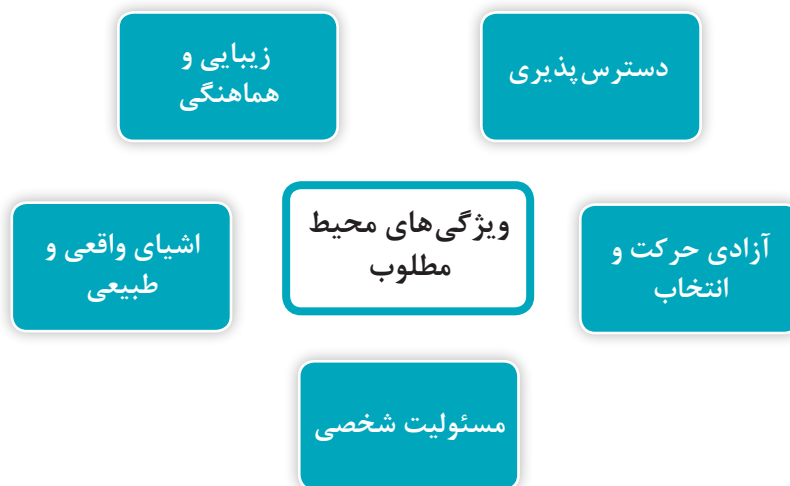 دسترس‌پذیری
زیبایی و
هماهنگی
ویژگی‌های محیط
مطلوب
آزادی حرکت و
انتخاب
اشیای واقعی و
طبیعی
مسئولیت شخصی